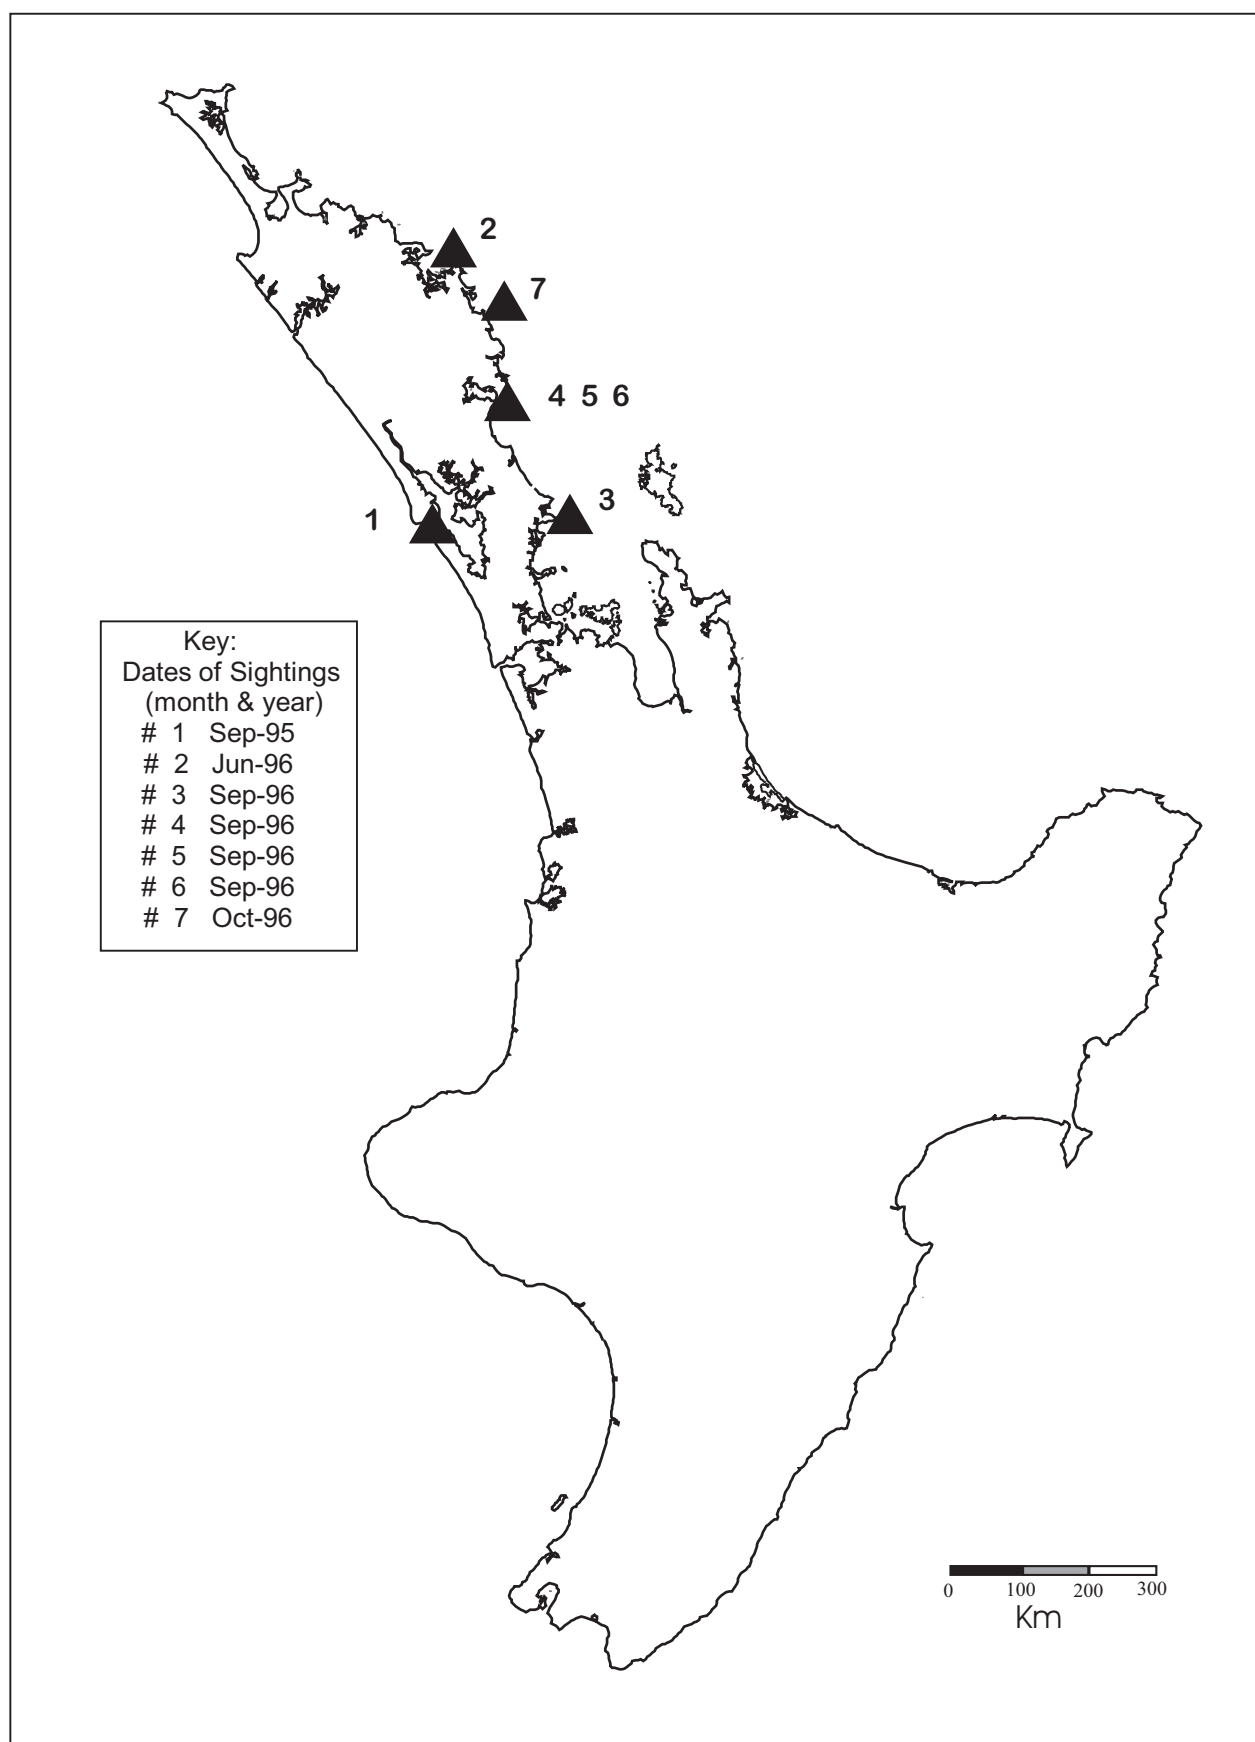 2
7
4 5 6
3
1
Key:
Dates of Sightings
(month & year)
# 1 Sep-95
# 2 Jun-96
# 3 Sep-96
# 4 Sep-96
# 5 Sep-96
# 6 Sep-96
# 7 Oct-96
0 100 200 300
Km